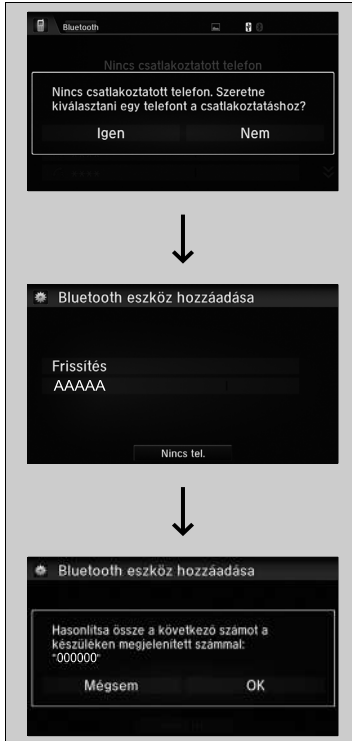 Bluetooth
Nincs csatlakoztatott telefon
Nincs csatlakoztatott telefon. Szeretne
kiválasztani egy telefont a csatlakoztatáshoz?
Igen Nem
Bluetooth eszköz hozzáadása
Frissítés
AAAAA
Nincs tel.
Bluetooth eszköz hozzáadása
Hasonlítsa össze a következő számot a
készüléken megjelenített számmal:
"000000"
Mégsem OK